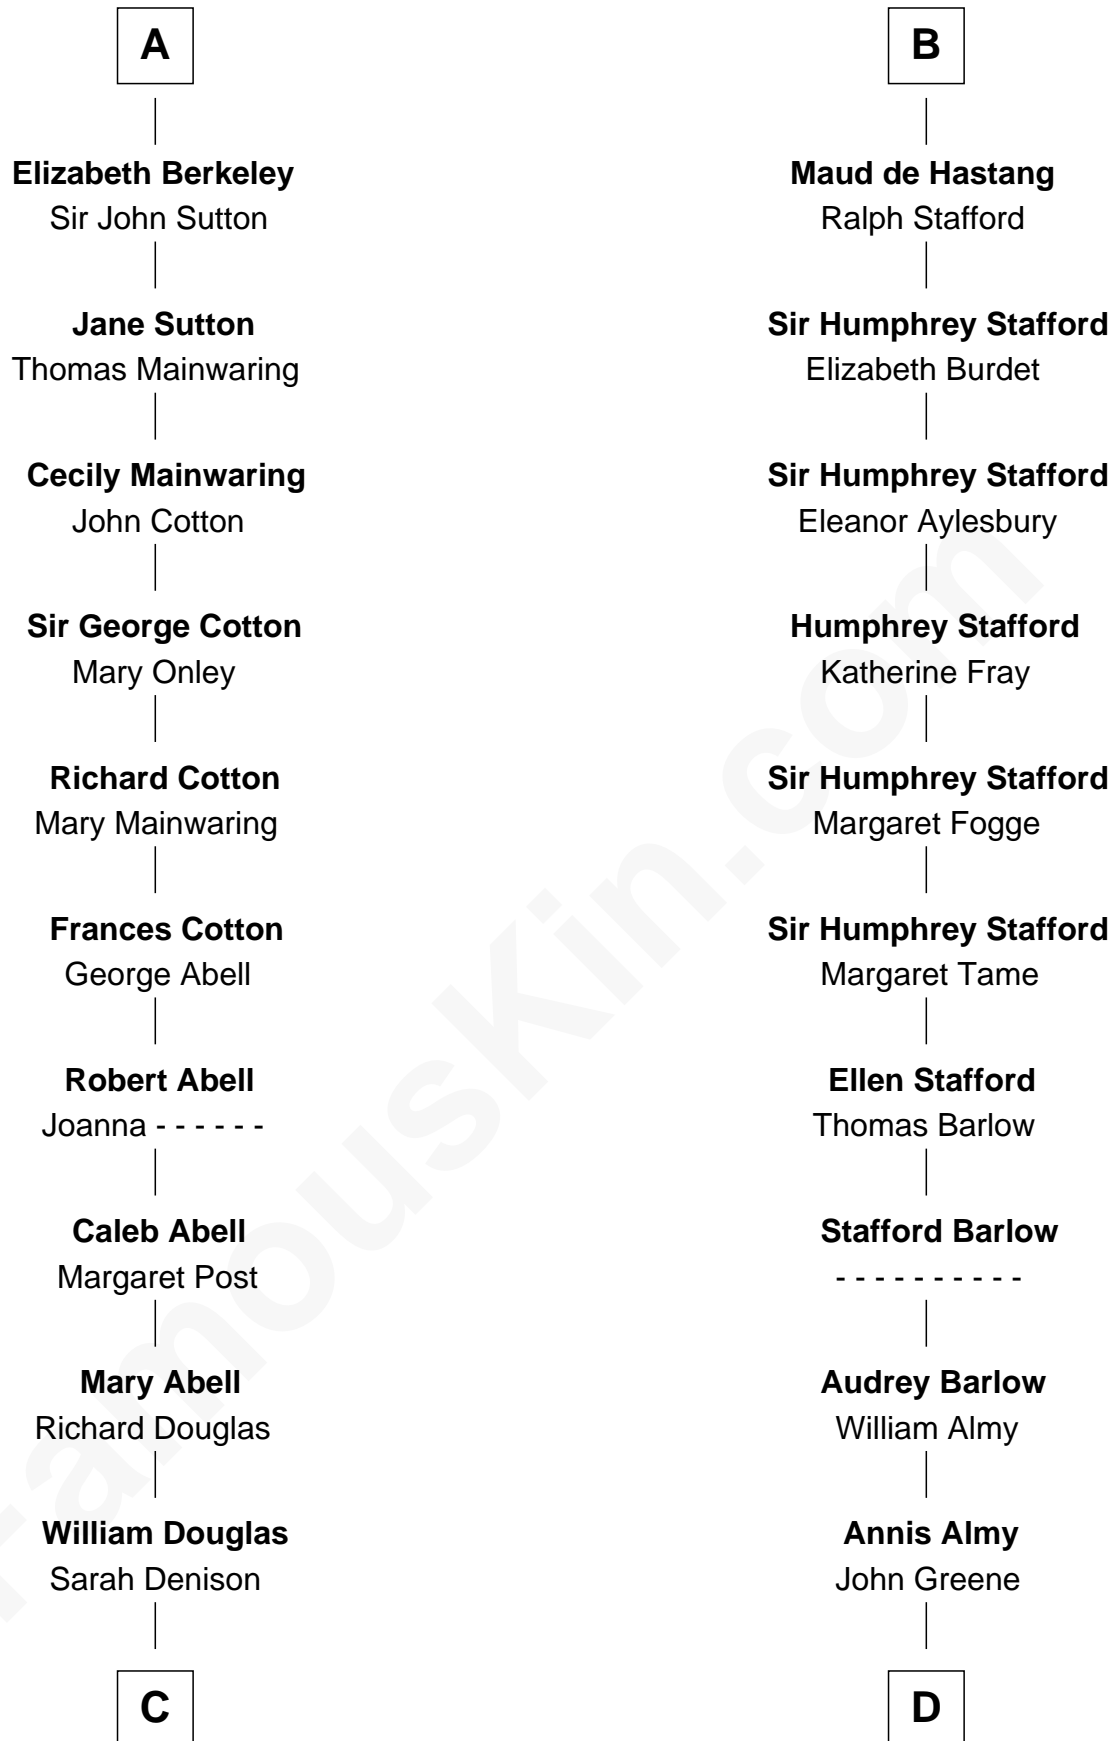 A
Elizabeth Berkeley
Sir John Sutton
Jane Sutton
Thomas Mainwaring
Cecily Mainwaring
John Cotton
Sir George Cotton
Mary Onley
Richard Cotton
Mary Mainwaring
Frances Cotton
George Abell
Robert Abell
Joanna - - - - - -
Caleb Abell
Margaret Post
Mary Abell
Richard Douglas
William Douglas
Sarah Denison
C
B
Maud de Hastang
Ralph Stafford
Sir Humphrey Stafford
Elizabeth Burdet
Sir Humphrey Stafford
Eleanor Aylesbury
Humphrey Stafford
Katherine Fray
Sir Humphrey Stafford
Margaret Fogge
Sir Humphrey Stafford
Margaret Tame
Ellen Stafford
Thomas Barlow
Stafford Barlow
- - - - - - - - - -
Audrey Barlow
William Almy
Annis Almy
John Greene
D
FamousKin.com